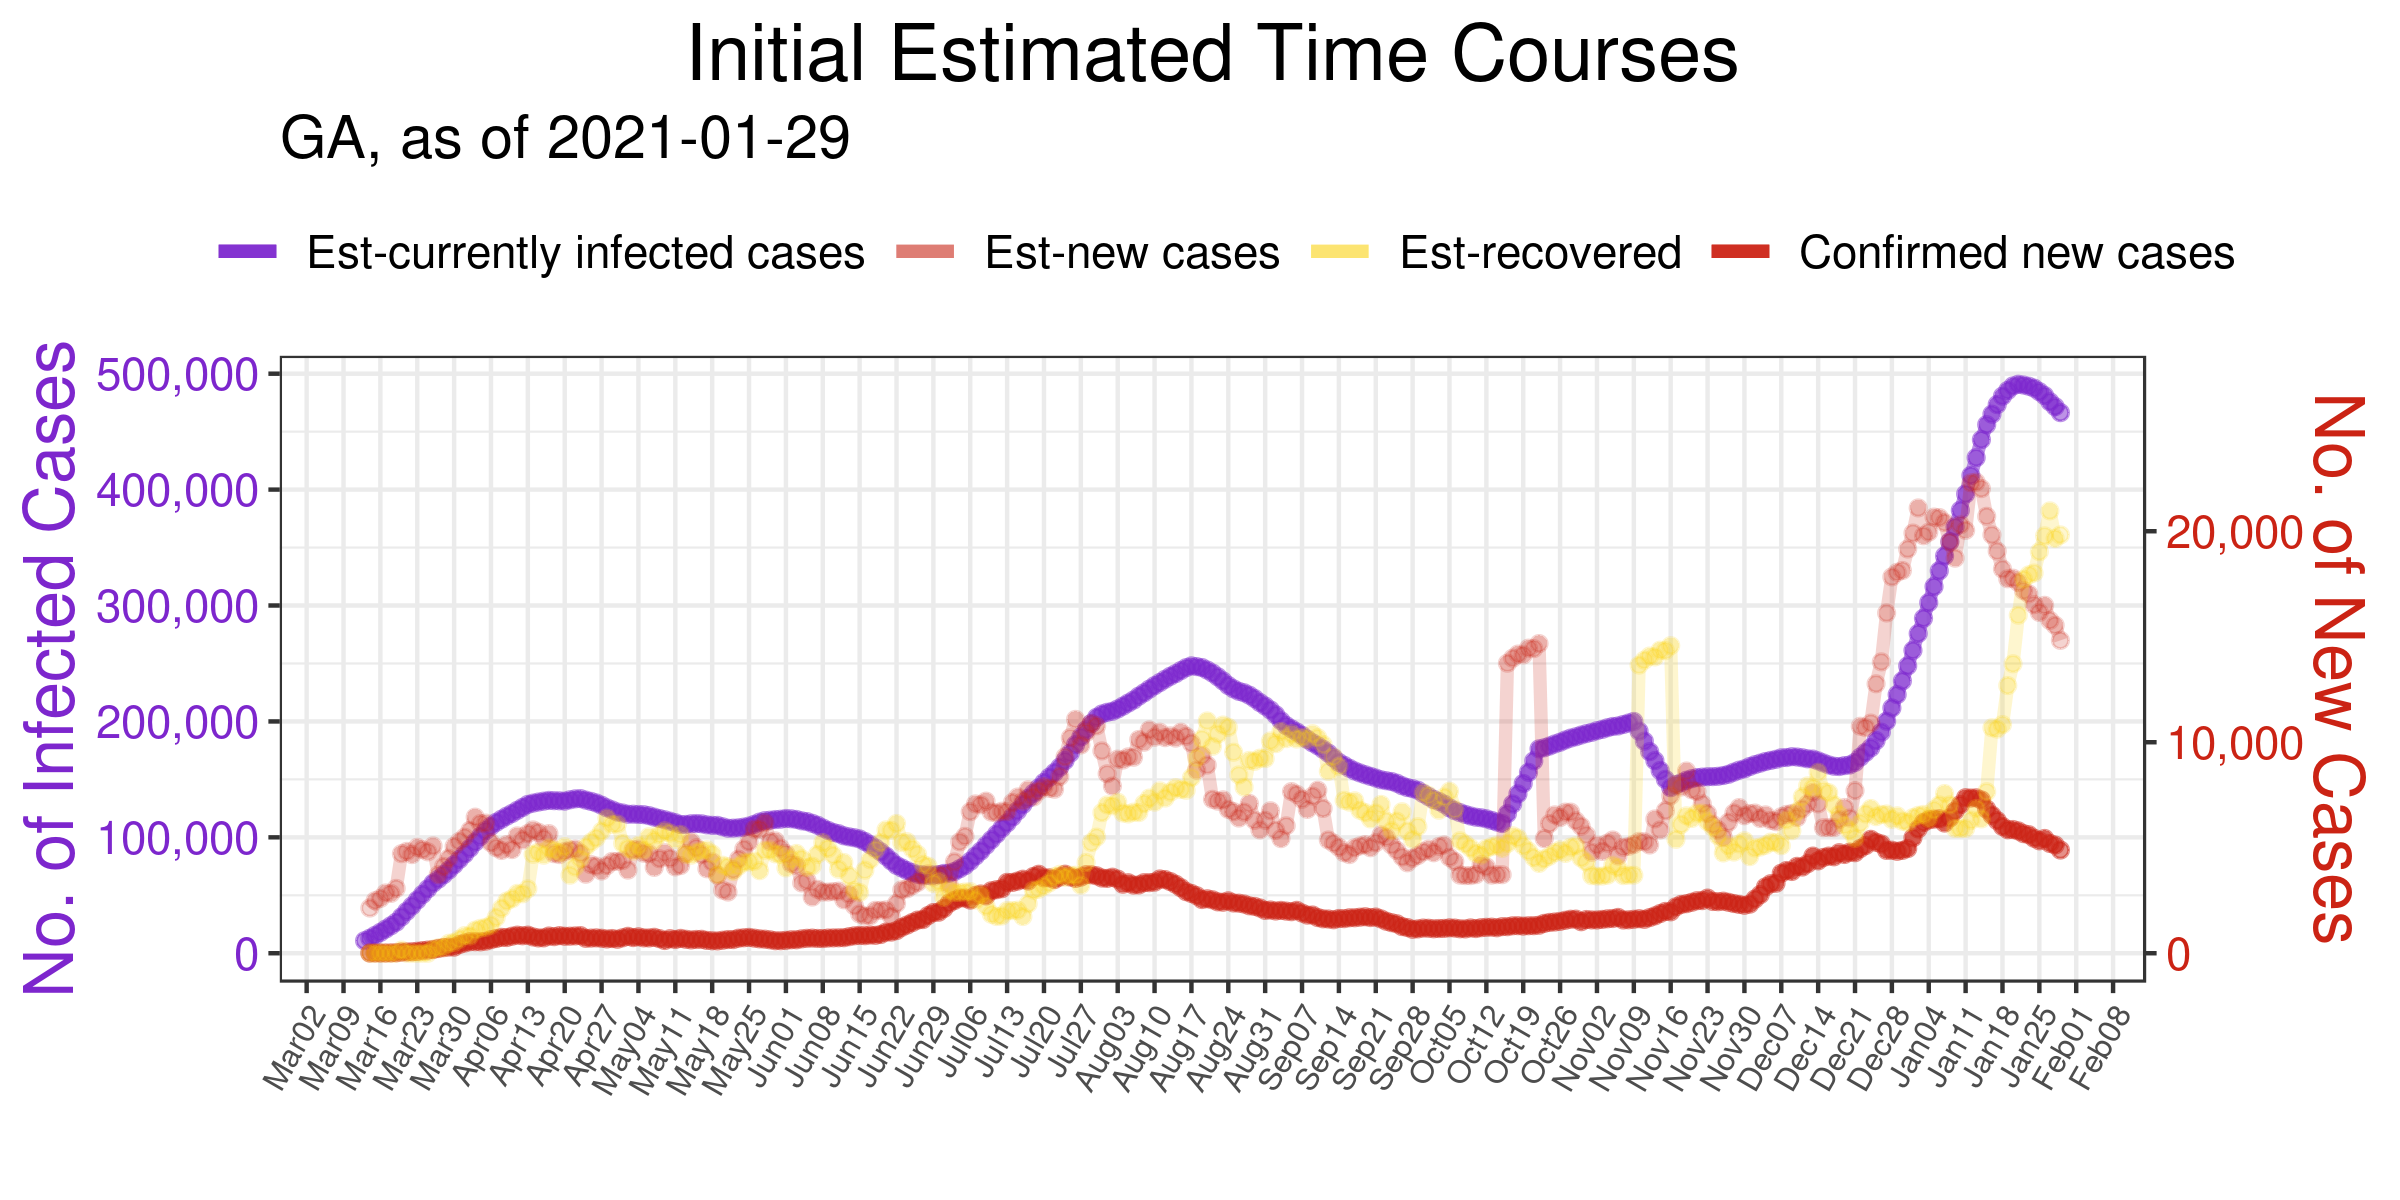 Initial Estimated Time Courses
GA, as of 2021-01-29
Est-currently infected cases Est-new cases Est-recovered Confirmed new cases
No. of Infected Cases
500,000
400,000
300,000
200,000
100,000
0
20,000
10,000
0
No. of New Cases
Mar02 Mar09 Mar16 Mar23 Mar30 Apr06 Apr13 Apr20 Apr27 May04 May11 May18 May25 Jun01 Jun08 Jun15 Jun22 Jun29 Jul06 Jul13 Jul20 Jul27 Aug03 Aug10 Aug17 Aug24 Aug31 Sep07 Sep14 Sep21 Sep28 Oct05 Oct12 Oct19 Oct26 Nov02 Nov09 Nov16 Nov23 Nov30 Dec07 Dec14 Dec21 Dec28 Jan04 Jan11 Jan18 Jan25 Feb01 Feb08